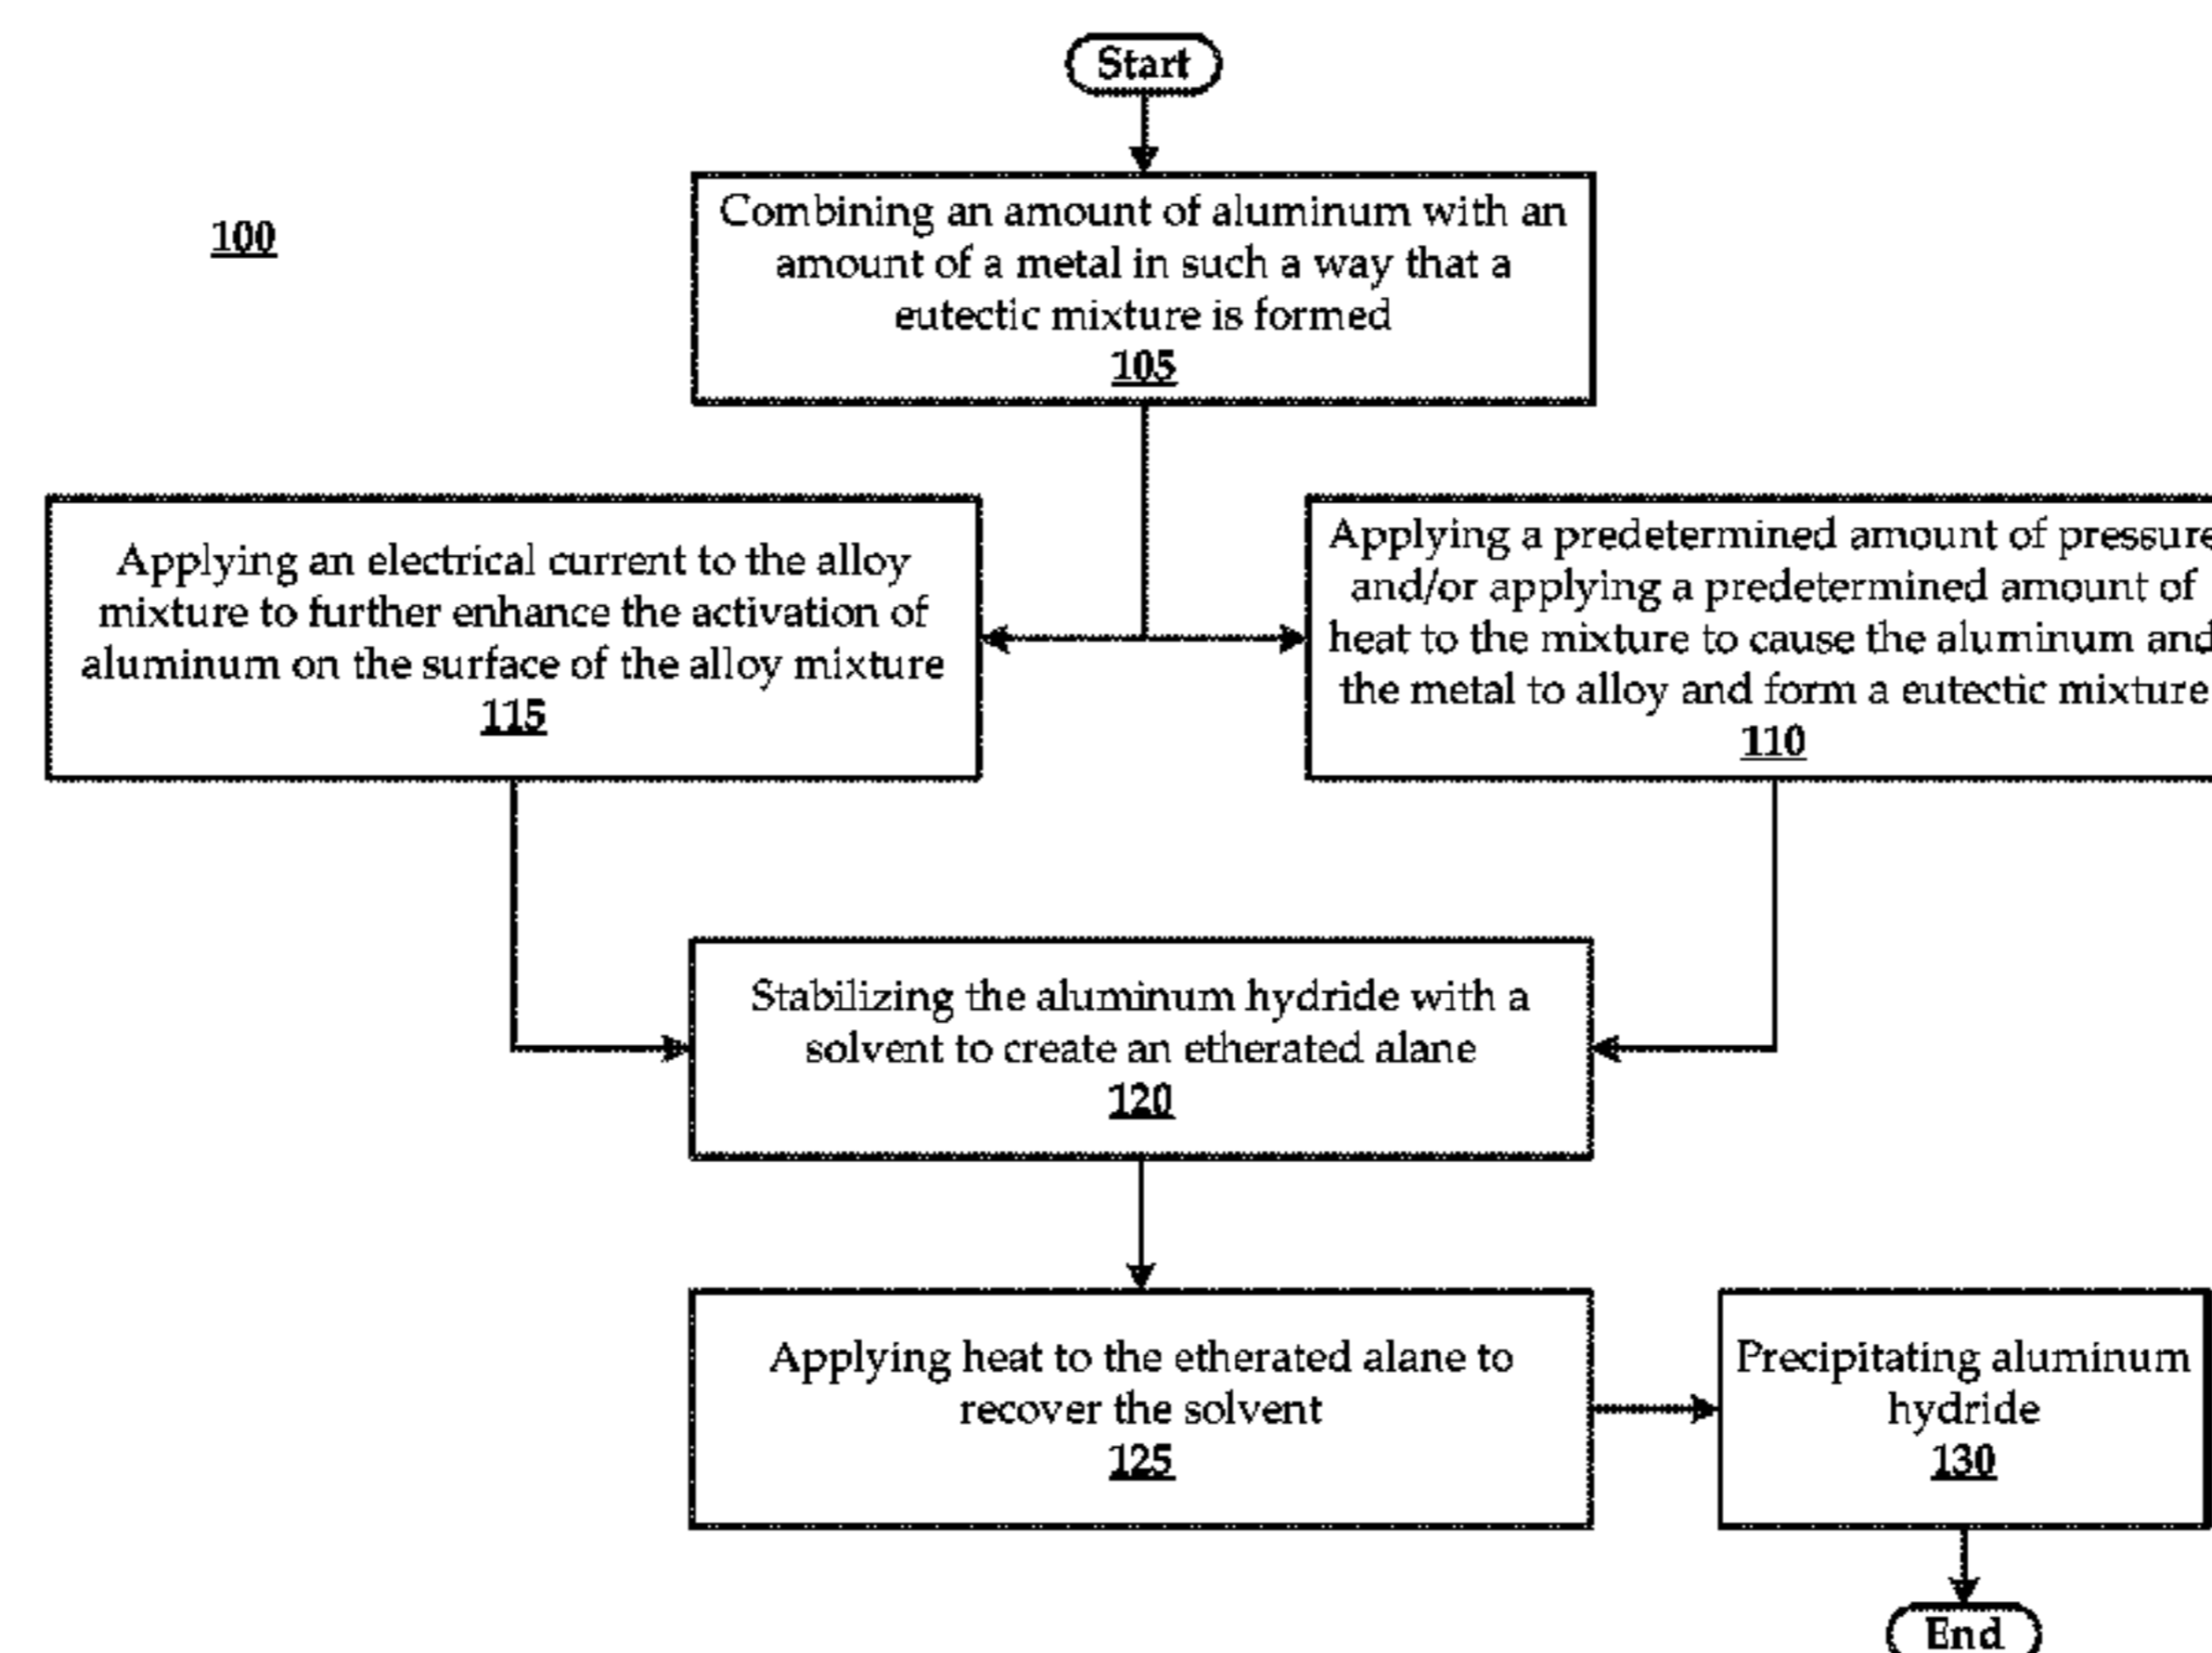 Start
100
Combining an amount of aluminum with an
amount of a metal in such a way that a
eutectic mixture is formed
105
Applying an electrical current to the alloy
mixture to further enhance the activation of
aluminum on the surface of the alloy mixture
115
Applying a predetermined amount of pressure
and/or applying a predetermined amount of
heat to the mixture to cause the aluminum and
the metal to alloy and form a eutectic mixture
110
Stabilizing the aluminum hydride with a
solvent to create an etherated alane
120
Applying heat to the etherated alane to
recover the solvent
125
Precipitating aluminum
hydride
130
End